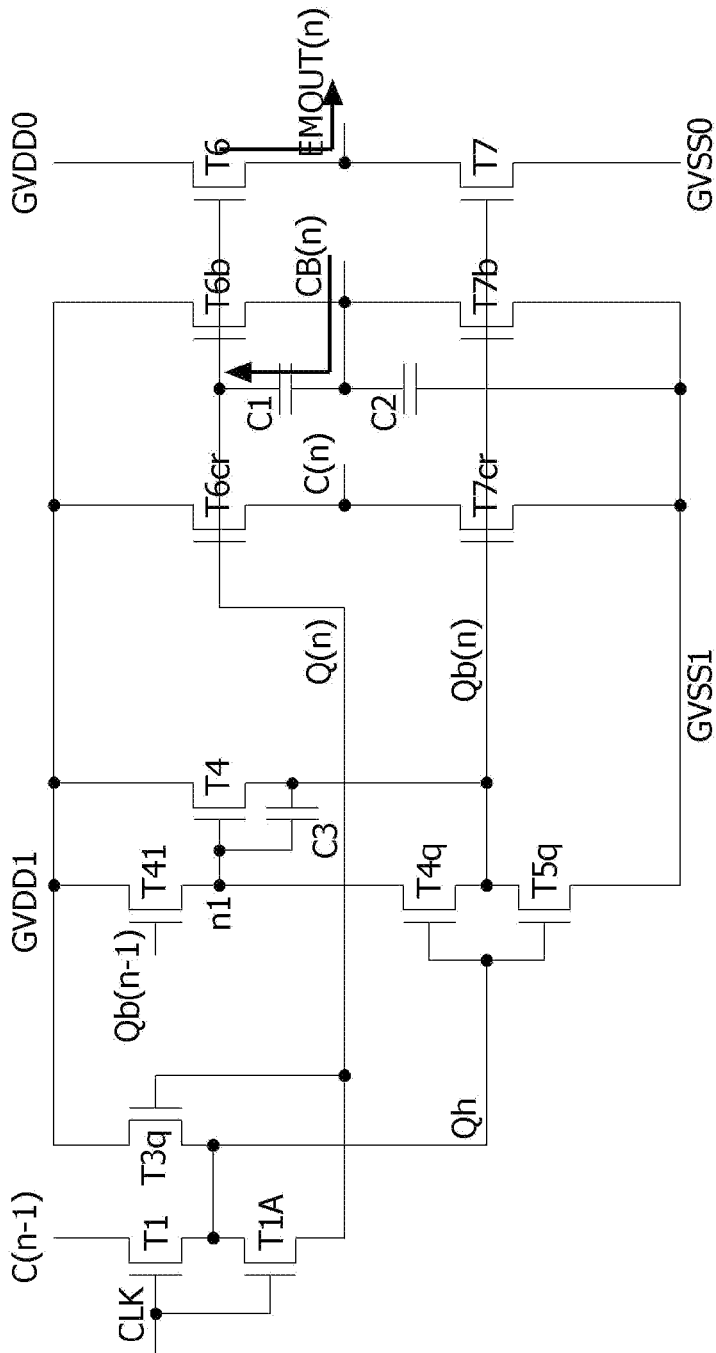 C(n-1)
GVDD1
GVDD0
CLK
T1
T3q
T1A
Qb(n-1)
T41
n1
T4
C3
Q(n)
Qh
T4q
T5q
Qb(n)
T6cr
C(n)
T7cr
C1
C2
T6b
CB(n)
T7b
T6
EMOUT(n)
T7
GVSS1
GVSS0